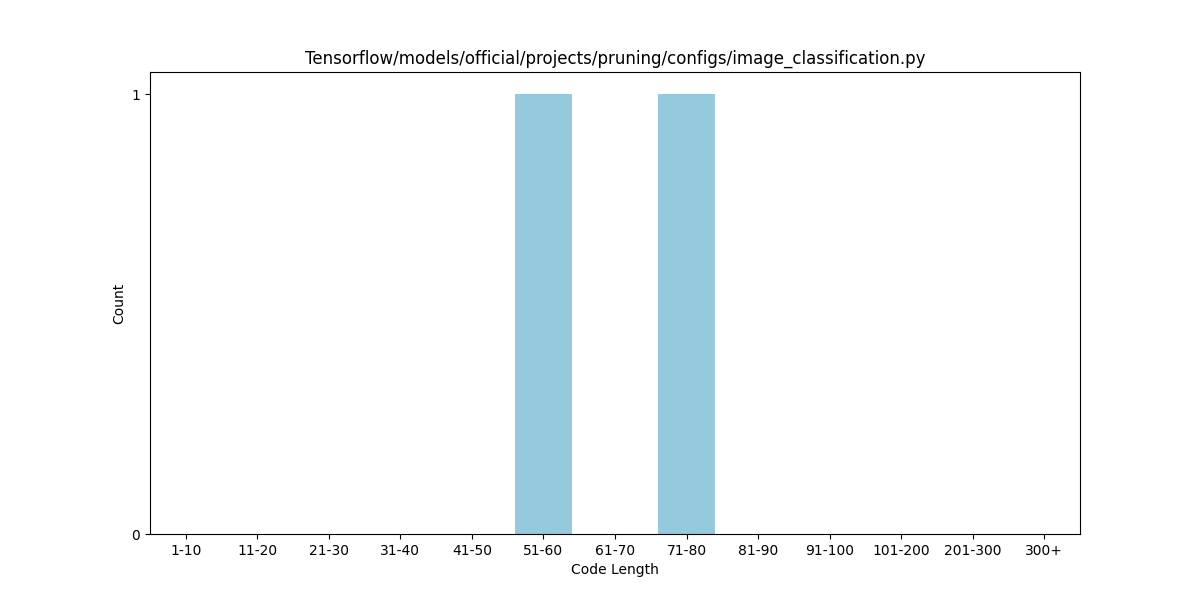 Tensorflow/models/official/projects/pruning/configs/image_classification.py
1
Count
0
1-10 11-20 21-30 31-40 41-50 51-60 61-70 71-80 81-90 91-100 101-200 201-300 300+
Code Length